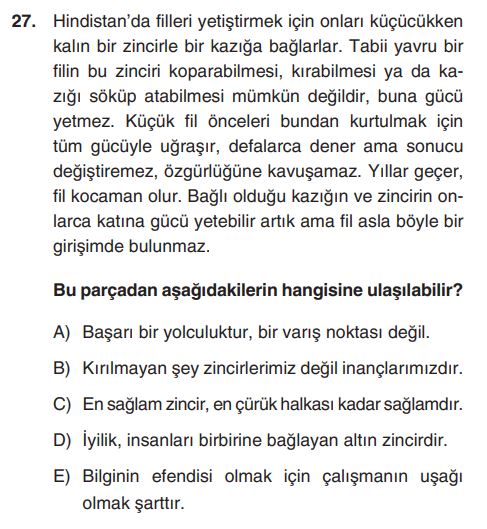 27. Hindistan'da filleri yetiştirmek için onları küçücükken
kalın bir zincirle bir kazığa bağlarlar. Tabii yavru bir
filin bu zinciri koparabilmesi, kırabilmesi ya da ka-
zığı söküp atabilmesi mümkün değildir, buna gücü
yetmez. Küçük fil önceleri bundan kurtulmak için
tüm gücüyle uğraşır, defalarca dener ama sonucu
değiştiremez, özgürlüğüne kavuşamaz. Yıllar geçer,
fil kocaman olur. Bağlı olduğu kazığın ve zincirin on-
larca katına gücü yetebilir artık ama fil asla böyle bir
girişimde bulunmaz.
Bu parçadan aşağıdakilerin hangisine ulaşılabilir?
A) Başarı bir yolculuktur, bir varış noktası değil.
B) Kırılmayan şey zincirlerimiz değil inançlarımızdır.
C) En sağlam zincir, en çürük halkası kadar sağlamdır.
D) İyilik, insanları birbirine bağlayan altın zincirdir.
E) Bilginin efendisi olmak için çalışmanın uşağı
olmak şarttır.